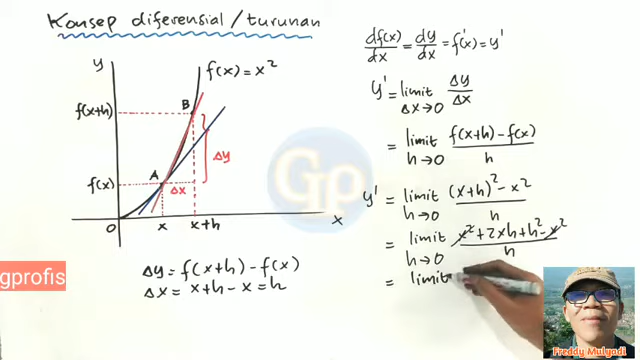 Konsep diferensial/turunan
y
f(x)=x²
f(x+h)
B
Δy
f(x)
A
Δx
0
x
x+h
x
Δy = f(x+h) - f(x)
Δx = x+h - x = h
df(x)/dx = dy/dx = f'(x) = y'
y' = limit Δx→0 Δy/Δx
= limit h→0 f(x+h) - f(x) / h
y' = limit h→0 (x+h)² - x² / h
= limit h→0 x² + 2xh + h² - x² / h
= limit
Gp
gprofis
Freddy Mulyadi